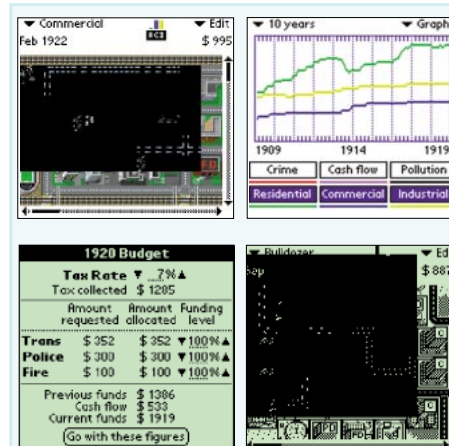 Commercial
Edit
Feb 1922
RCI
$ 995
10 years
Graph
1909
1914
1919
Crime
Cash flow
Pollution
Residential
Commercial
Industrial
1920 Budget
Tax Rate ▼ 7%▲
Tax collected $ 1205
Amount Amount Funding
requested allocated level
Trans $ 352 $ 352 ▼100%▲
Police $ 300 $ 300 ▼100%▲
Fire $ 100 $ 100 ▼100%▲
Previous funds $ 1386
Cash flow $ 533
Current funds $ 1919
Go with these figures
Bulldozer
Ed
Sep
$ 887